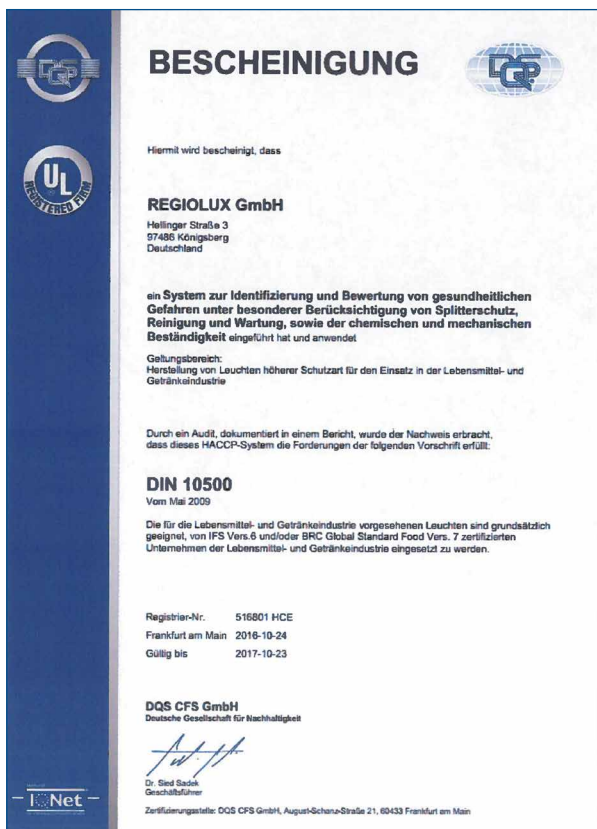 DQS
BESCHEINIGUNG
DQS
UL
REGISTERED FIRM
Hiermit wird bescheinigt, dass
REGIOLUX GmbH
Hellinger Straße 3
97486 Königsberg
Deutschland
ein System zur Identifizierung und Bewertung von gesundheitlichen
Gefahren unter besonderer Berücksichtigung von Splitterschutz,
Reinigung und Wartung, sowie der chemischen und mechanischen
Beständigkeit eingeführt hat und anwendet
Geltungsbereich:
Herstellung von Leuchten höherer Schutzart für den Einsatz in der Lebensmittel- und
Getränkeindustrie
Durch ein Audit, dokumentiert in einem Bericht, wurde der Nachweis erbracht,
dass dieses HACCP-System die Forderungen der folgenden Vorschrift erfüllt:
DIN 10500
Vom Mai 2009
Die für die Lebensmittel- und Getränkeindustrie vorgesehenen Leuchten sind grundsätzlich
geeignet, von IFS Vers.6 und/oder BRC Global Standard Food Vers. 7 zertifizierten
Unternehmen der Lebensmittel- und Getränkeindustrie eingesetzt zu werden.
Registrier-Nr. 516801 HCE
Frankfurt am Main 2016-10-24
Gültig bis 2017-10-23
DQS CFS GmbH
Deutsche Gesellschaft für Nachhaltigkeit
Dr. Sied Sadek
Geschäftsführer
Zertifizierungsstelle: DQS CFS GmbH, August-Schanz-Straße 21, 60433 Frankfurt am Main
IQNet